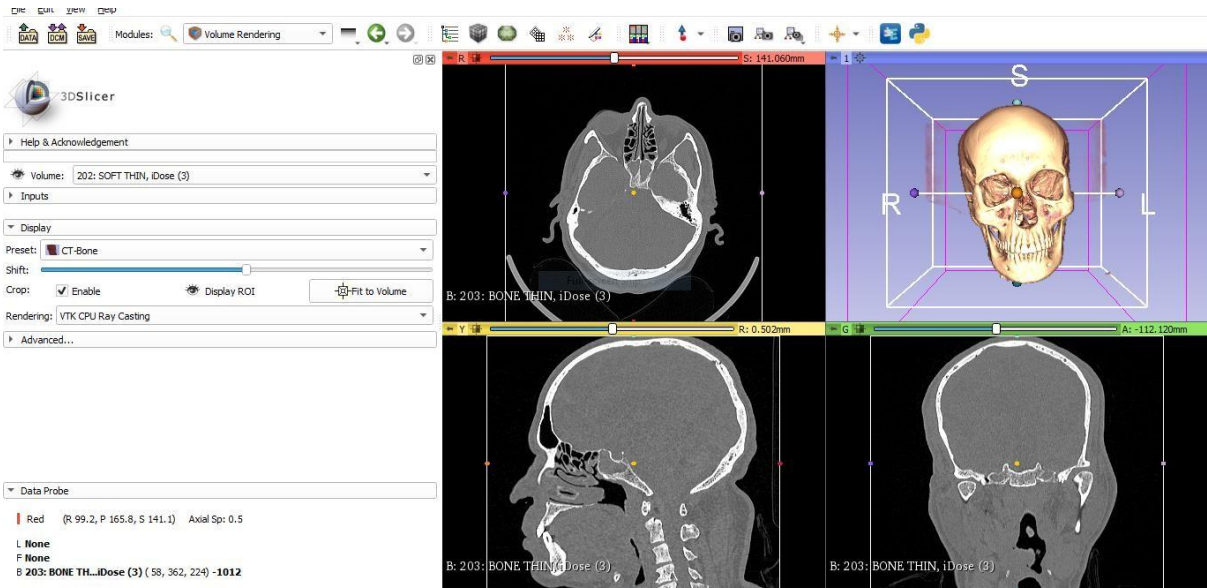 File Edit View Help
DATA DCM SAVE Modules: Volume Rendering
3DSlicer
Help & Acknowledgement
Volume: 202: SOFT THIN, iDose (3)
Inputs
Display
Preset: CT-Bone
Shift:
Crop: Enable Display ROI Fit to Volume
Rendering: VTK CPU Ray Casting
Advanced...
Data Probe
Red (R 99.2, P 165.8, S 141.1) Axial Sp: 0.5
L None
F None
B 203: BONE TH...iDose (3) ( 58, 362, 224) -1012
R S: 141.060mm
B: 203: BONE THIN, iDose (3)
1
S
R L
Y R: 0.502mm
B: 203: BONE THIN, iDose (3)
G A: -112.120mm
B: 203: BONE THIN, iDose (3)